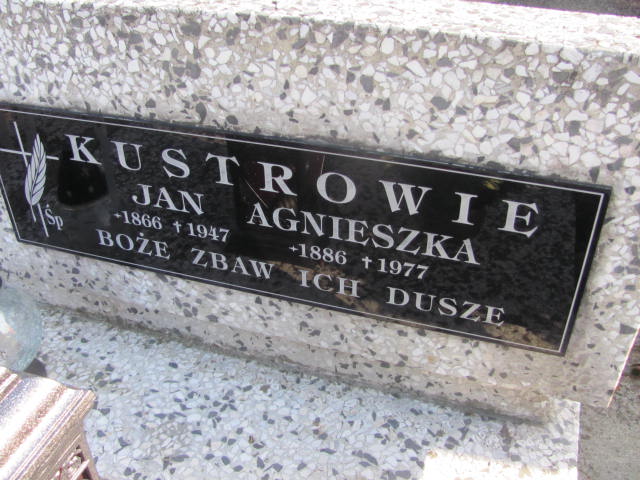 KUSTROWIE
Śp JAN AGNIESZKA
*1866 †1947 *1886 †1977
BOŻE ZBAW ICH DUSZE